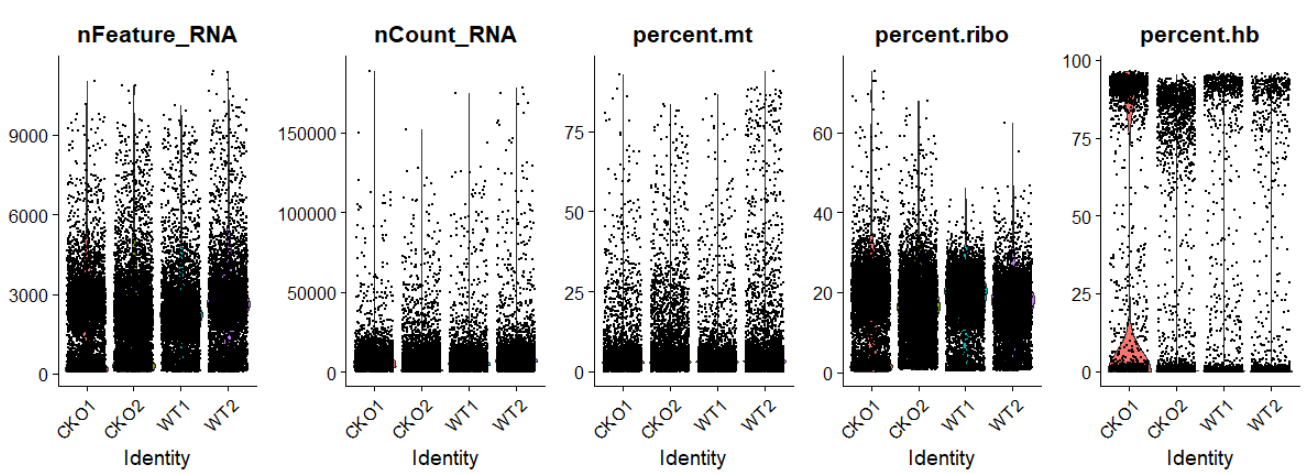 nFeature_RNA
9000
6000
3000
0
CKO1
CKO2
WT1
WT2
Identity
nCount_RNA
150000
100000
50000
0
CKO1
CKO2
WT1
WT2
Identity
percent.mt
75
50
25
0
CKO1
CKO2
WT1
WT2
Identity
percent.ribo
60
40
20
0
CKO1
CKO2
WT1
WT2
Identity
percent.hb
100
75
50
25
0
CKO1
CKO2
WT1
WT2
Identity